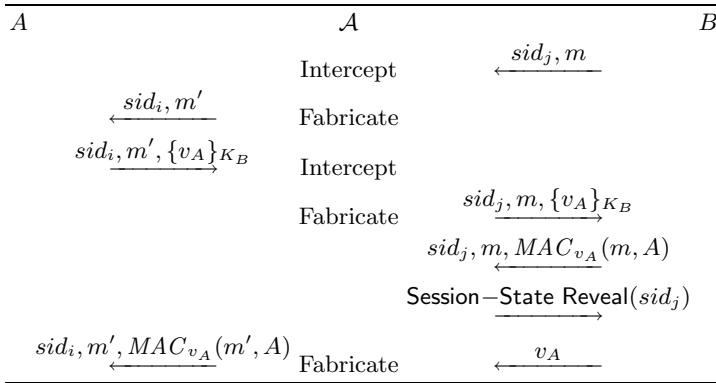 A 𝒜 B
Intercept sid_j, m
sid_i, m′ Fabricate
sid_i, m′, {v_A}_{K_B} Intercept
Fabricate sid_j, m, {v_A}_{K_B}
sid_j, m, MAC_{v_A}(m, A)
Session−State Reveal(sid_j)
sid_i, m′, MAC_{v_A}(m′, A) Fabricate v_A